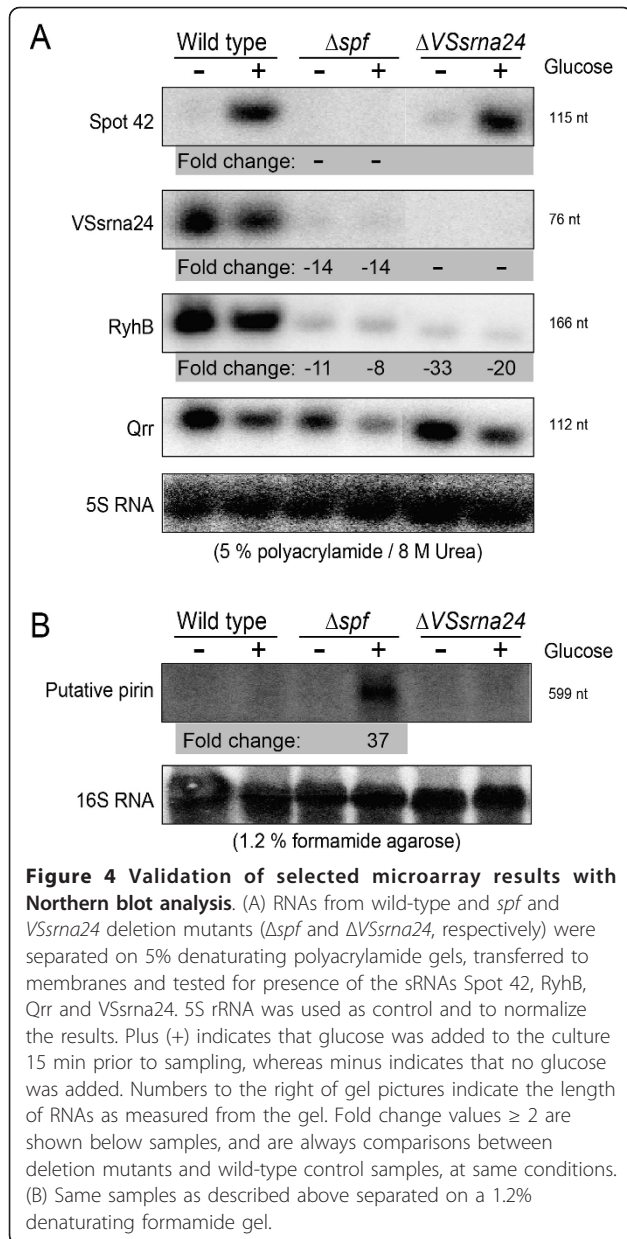 A
Wild type Δspf ΔVSsrna24
− + − + − + Glucose
Spot 42 115 nt
Fold change: − −
VSsrna24 76 nt
Fold change: -14 -14 − −
RyhB 166 nt
Fold change: -11 -8 -33 -20
Qrr 112 nt
5S RNA
(5 % polyacrylamide / 8 M Urea)
B
Wild type Δspf ΔVSsrna24
− + − + − + Glucose
Putative pirin 599 nt
Fold change: 37
16S RNA
(1.2 % formamide agarose)
Figure 4 Validation of selected microarray results with
Northern blot analysis. (A) RNAs from wild-type and spf and
VSsrna24 deletion mutants (Δspf and ΔVSsrna24, respectively) were
separated on 5% denaturating polyacrylamide gels, transferred to
membranes and tested for presence of the sRNAs Spot 42, RyhB,
Qrr and VSsrna24. 5S rRNA was used as control and to normalize
the results. Plus (+) indicates that glucose was added to the culture
15 min prior to sampling, whereas minus indicates that no glucose
was added. Numbers to the right of gel pictures indicate the length
of RNAs as measured from the gel. Fold change values ≥ 2 are
shown below samples, and are always comparisons between
deletion mutants and wild-type control samples, at same conditions.
(B) Same samples as described above separated on a 1.2%
denaturating formamide gel.